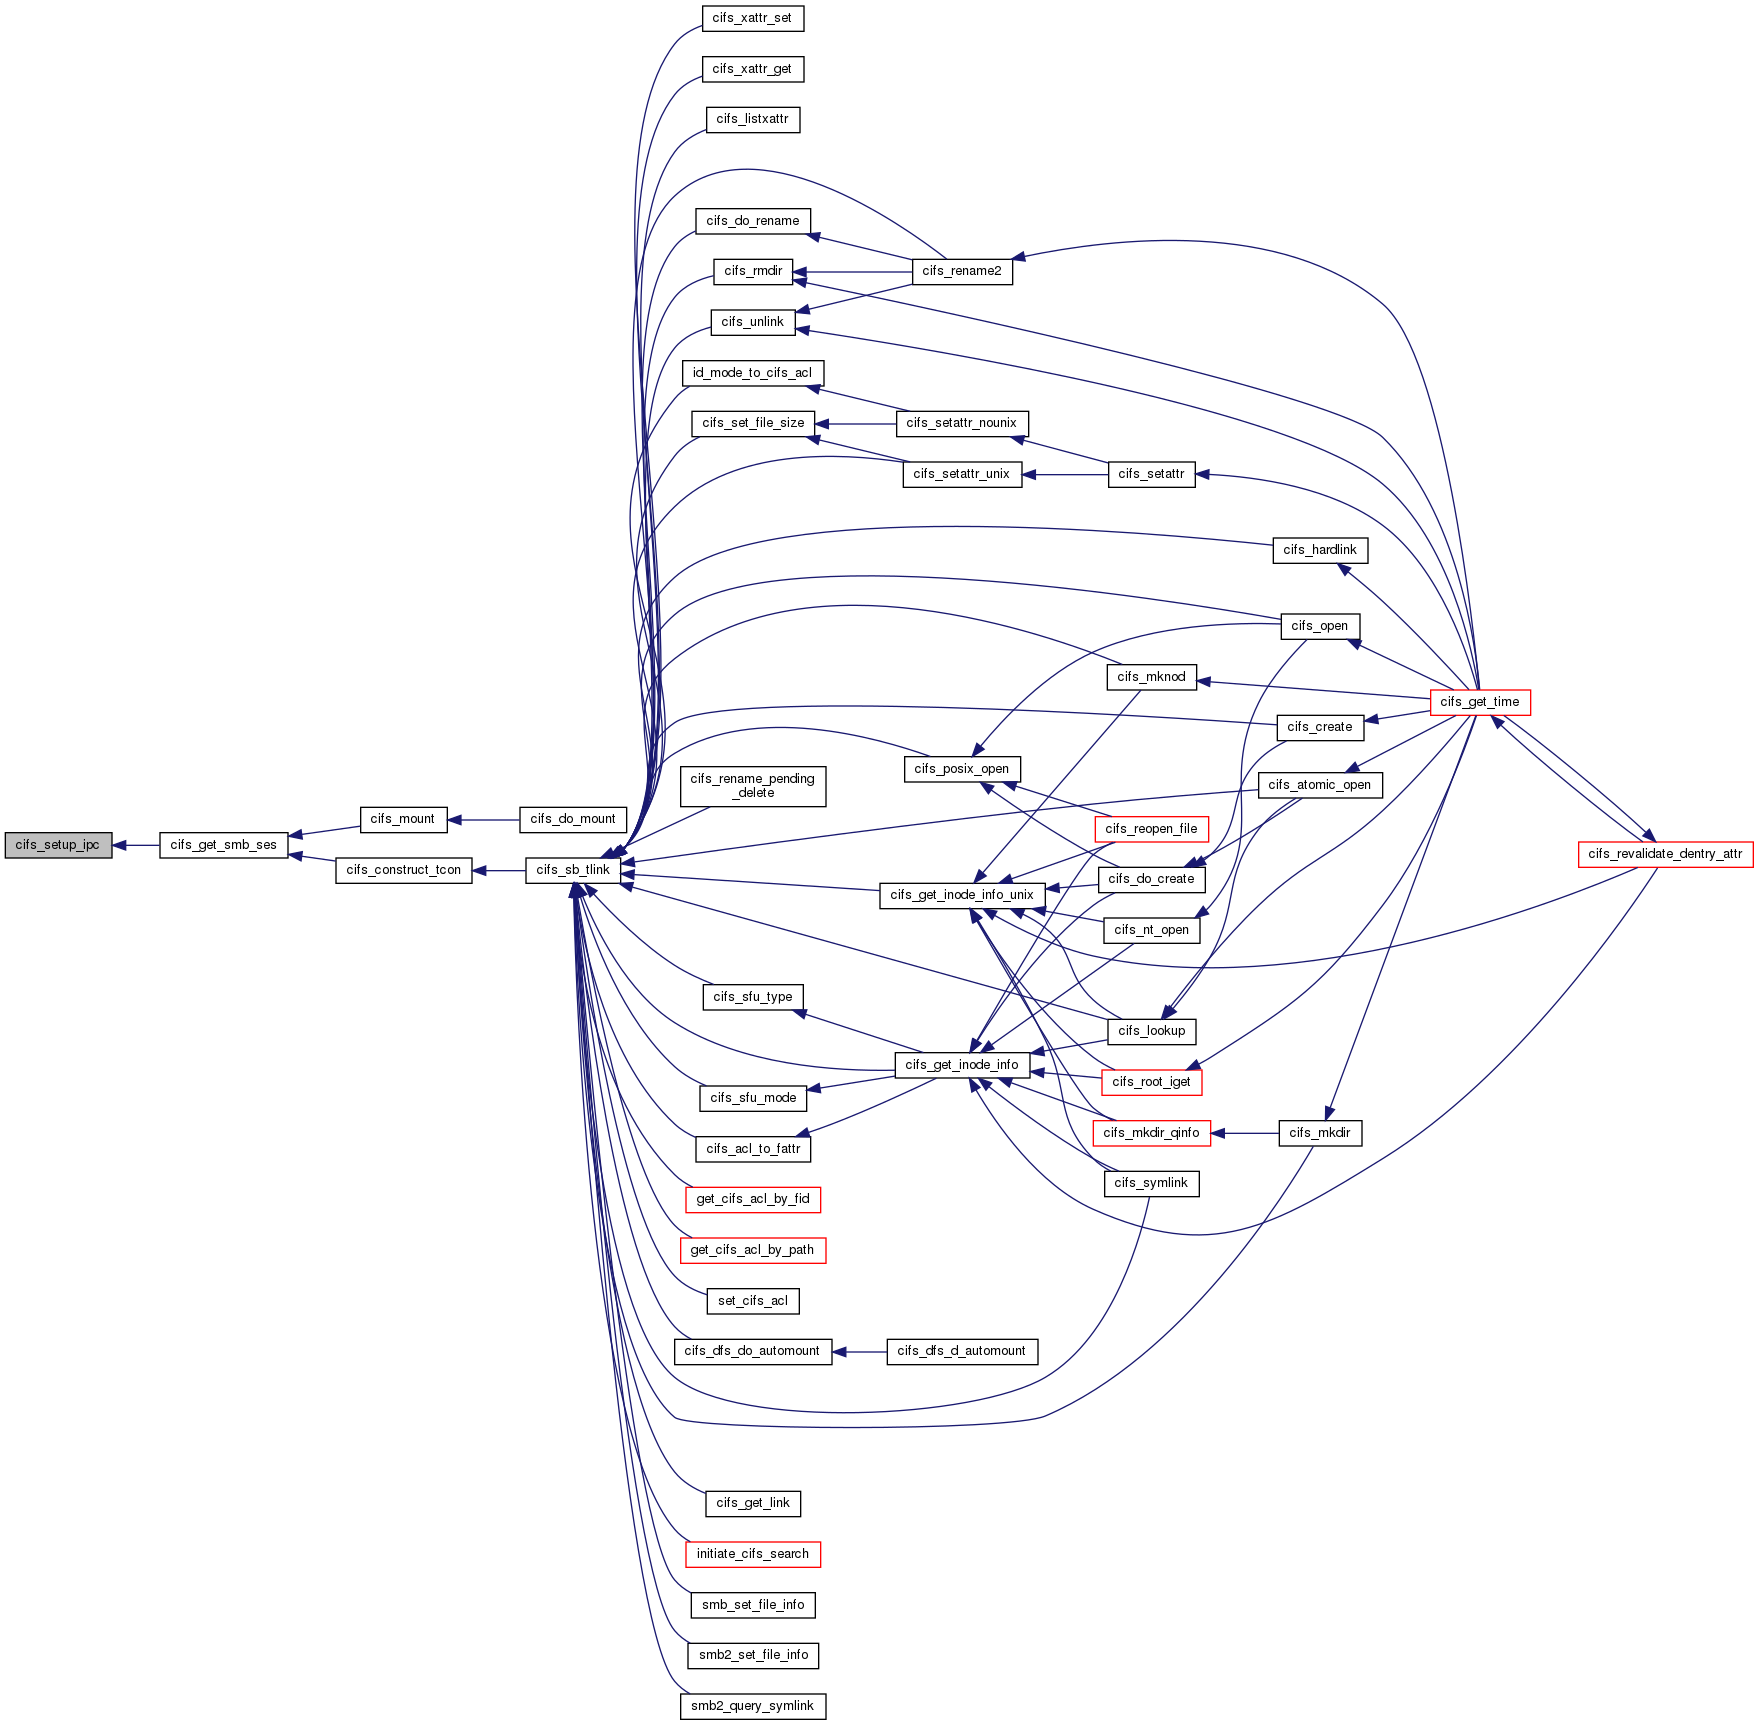 cifs_xattr_set
cifs_xattr_get
cifs_listxattr
cifs_do_rename
cifs_rmdir
cifs_rename2
cifs_unlink
id_mode_to_cifs_acl
cifs_set_file_size
cifs_setattr_nounix
cifs_setattr_unix
cifs_setattr
cifs_hardlink
cifs_open
cifs_mknod
cifs_get_time
cifs_create
cifs_posix_open
cifs_rename_pending
_delete
cifs_atomic_open
cifs_mount
cifs_do_mount
cifs_reopen_file
cifs_setup_ipc
cifs_get_smb_ses
cifs_revalidate_dentry_attr
cifs_construct_tcon
cifs_sb_tlink
cifs_do_create
cifs_get_inode_info_unix
cifs_nt_open
cifs_sfu_type
cifs_lookup
cifs_get_inode_info
cifs_root_iget
cifs_sfu_mode
cifs_mkdir_qinfo
cifs_mkdir
cifs_acl_to_fattr
cifs_symlink
get_cifs_acl_by_fid
get_cifs_acl_by_path
set_cifs_acl
cifs_dfs_do_automount
cifs_dfs_d_automount
cifs_get_link
initiate_cifs_search
smb_set_file_info
smb2_set_file_info
smb2_query_symlink